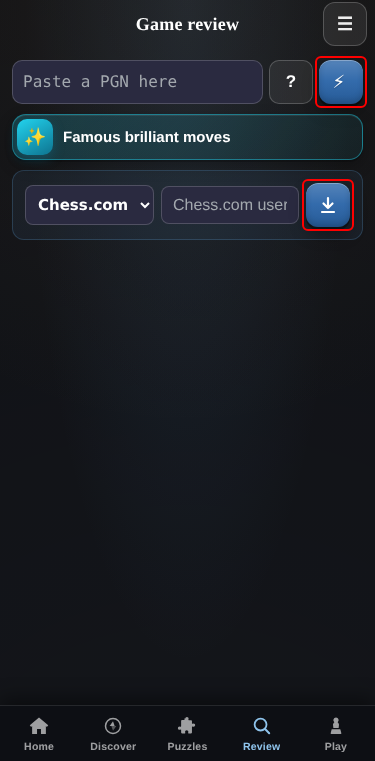 Game review
Paste a PGN here
?
Famous brilliant moves
Chess.com
Chess.com user
Home
Discover
Puzzles
Review
Play